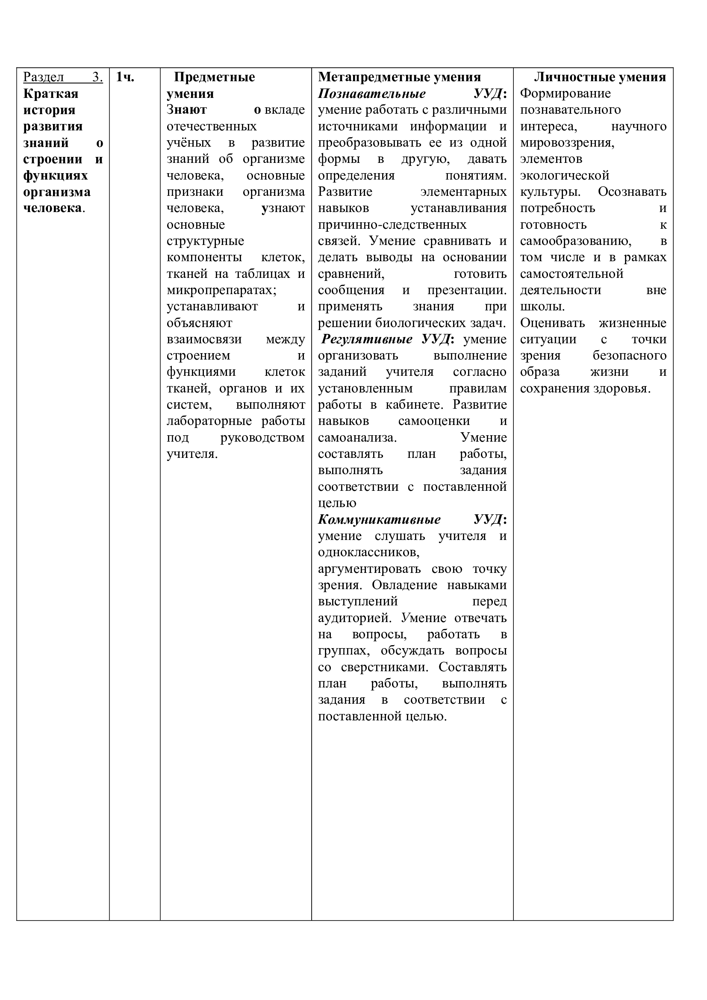 Раздел 3.
Краткая
история
развития
знаний о
строении и
функциях
организма
человека.
1ч.
Предметные
умения
Знают о вкладе
отечественных
учёных в развитие
знаний об организме
человека, основные
признаки организма
человека, узнают
основные
структурные
компоненты клеток,
тканей на таблицах и
микропрепаратах;
устанавливают и
объясняют
взаимосвязи между
строением и
функциями клеток
тканей, органов и их
систем, выполняют
лабораторные работы
под руководством
учителя.
Метапредметные умения
Познавательные УУД:
умение работать с различными
источниками информации и
преобразовывать ее из одной
формы в другую, давать
определения понятиям.
Развитие элементарных
навыков устанавливания
причинно-следственных
связей. Умение сравнивать и
делать выводы на основании
сравнений, готовить
сообщения и презентации.
применять знания при
решении биологических задач.
Регулятивные УУД: умение
организовать выполнение
заданий учителя согласно
установленным правилам
работы в кабинете. Развитие
навыков самооценки и
самоанализа. Умение
составлять план работы,
выполнять задания
соответствии с поставленной
целью
Коммуникативные УУД:
умение слушать учителя и
одноклассников,
аргументировать свою точку
зрения. Овладение навыками
выступлений перед
аудиторией. Умение отвечать
на вопросы, работать в
группах, обсуждать вопросы
со сверстниками. Составлять
план работы, выполнять
задания в соответствии с
поставленной целью.
Личностные умения
Формирование
познавательного
интереса, научного
мировоззрения,
элементов
экологической
культуры. Осознавать
потребность и
готовность к
самообразованию, в
том числе и в рамках
самостоятельной
деятельности вне
школы.
Оценивать жизненные
ситуации с точки
зрения безопасного
образа жизни и
сохранения здоровья.